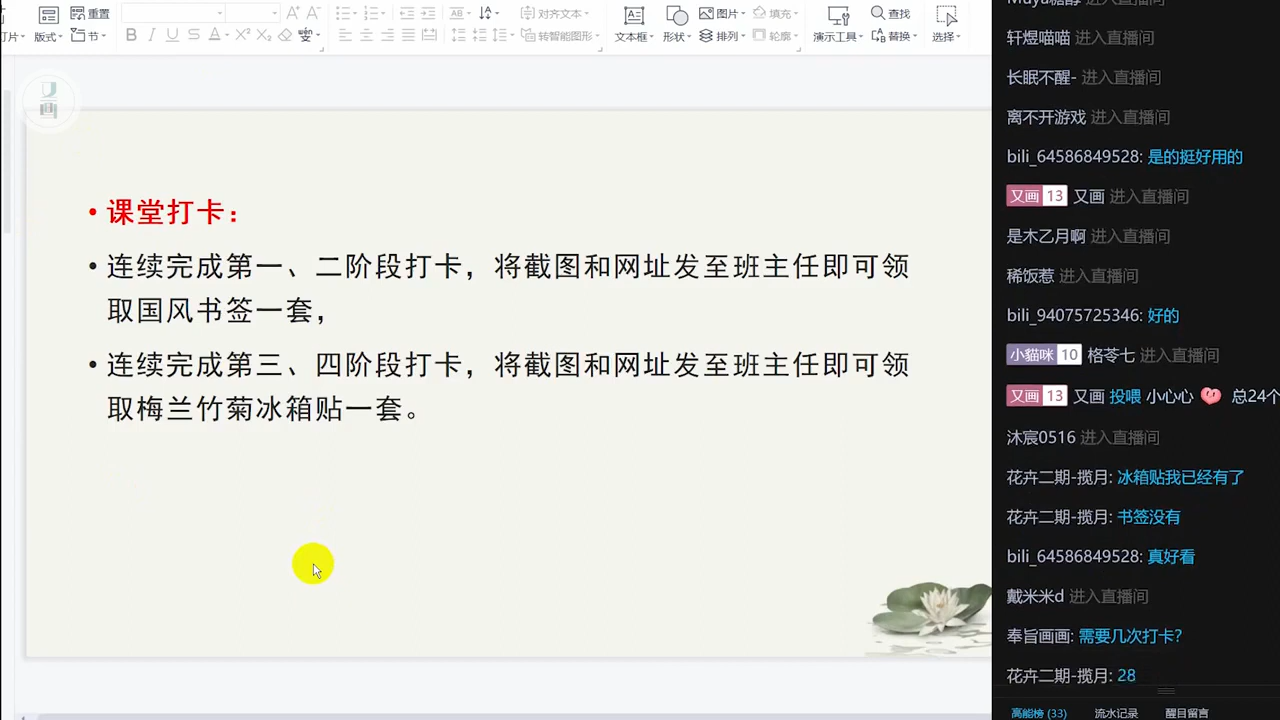 重置
B
U
S
A
X²
X₂
AB
对齐文本
图片
填充
查找
片
版式
节
转智能图形
文本框
形状
排列
轮廓
演示工具
替换
选择
• 课堂打卡：
• 连续完成第一、二阶段打卡，将截图和网址发至班主任即可领
取国风书签一套，
• 连续完成第三、四阶段打卡，将截图和网址发至班主任即可领
取梅兰竹菊冰箱贴一套。
轩煜喵喵 进入直播间
长眠不醒- 进入直播间
离不开游戏 进入直播间
bili_64586849528: 是的挺好用的
又画 13 又画 进入直播间
是木乙月啊 进入直播间
稀饭惹 进入直播间
bili_94075725346: 好的
小貓咪 10 格苓七 进入直播间
又画 13 又画 投喂 小心心 总24个
沐宸0516 进入直播间
花卉二期-揽月: 冰箱贴我已经有了
花卉二期-揽月: 书签没有
bili_64586849528: 真好看
戴米米d 进入直播间
奉旨画画: 需要几次打卡?
花卉二期-揽月: 28
高能榜 (33) 流水记录 醒目留言